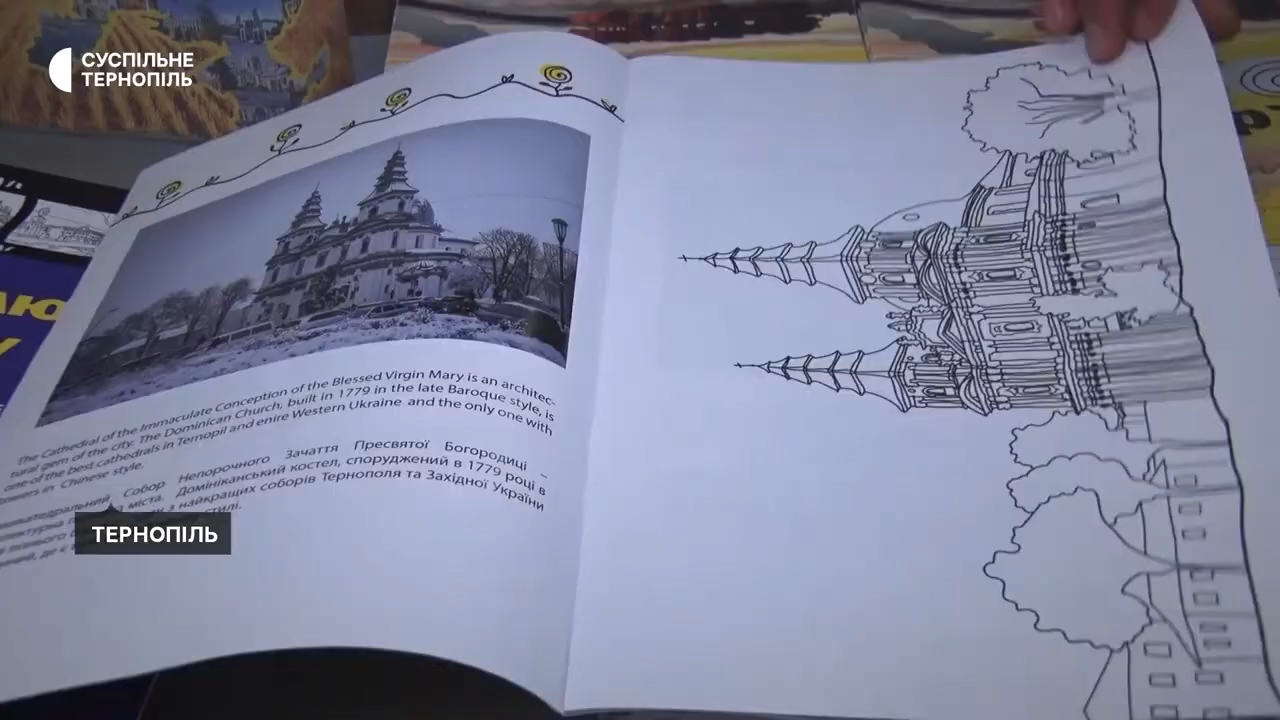 СУСПІЛЬНЕ
ТЕРНОПІЛЬ
The Cathedral of the Immaculate Conception of the Blessed Virgin Mary is an architec-
tural gem of the city. The Dominican Church, built in 1779 in the late Baroque style, is
one of the best cathedrals in Ternopil and enire Western Ukraine and the only one with
towers in Chinese style.
Собор Непорочного Зачаття Пресвятої Богородиці –
міста. Домініканський костел, споруджений в 1779 році в
з найкращих соборів Тернополя та Західної України
стилі.
ТЕРНОПІЛЬ